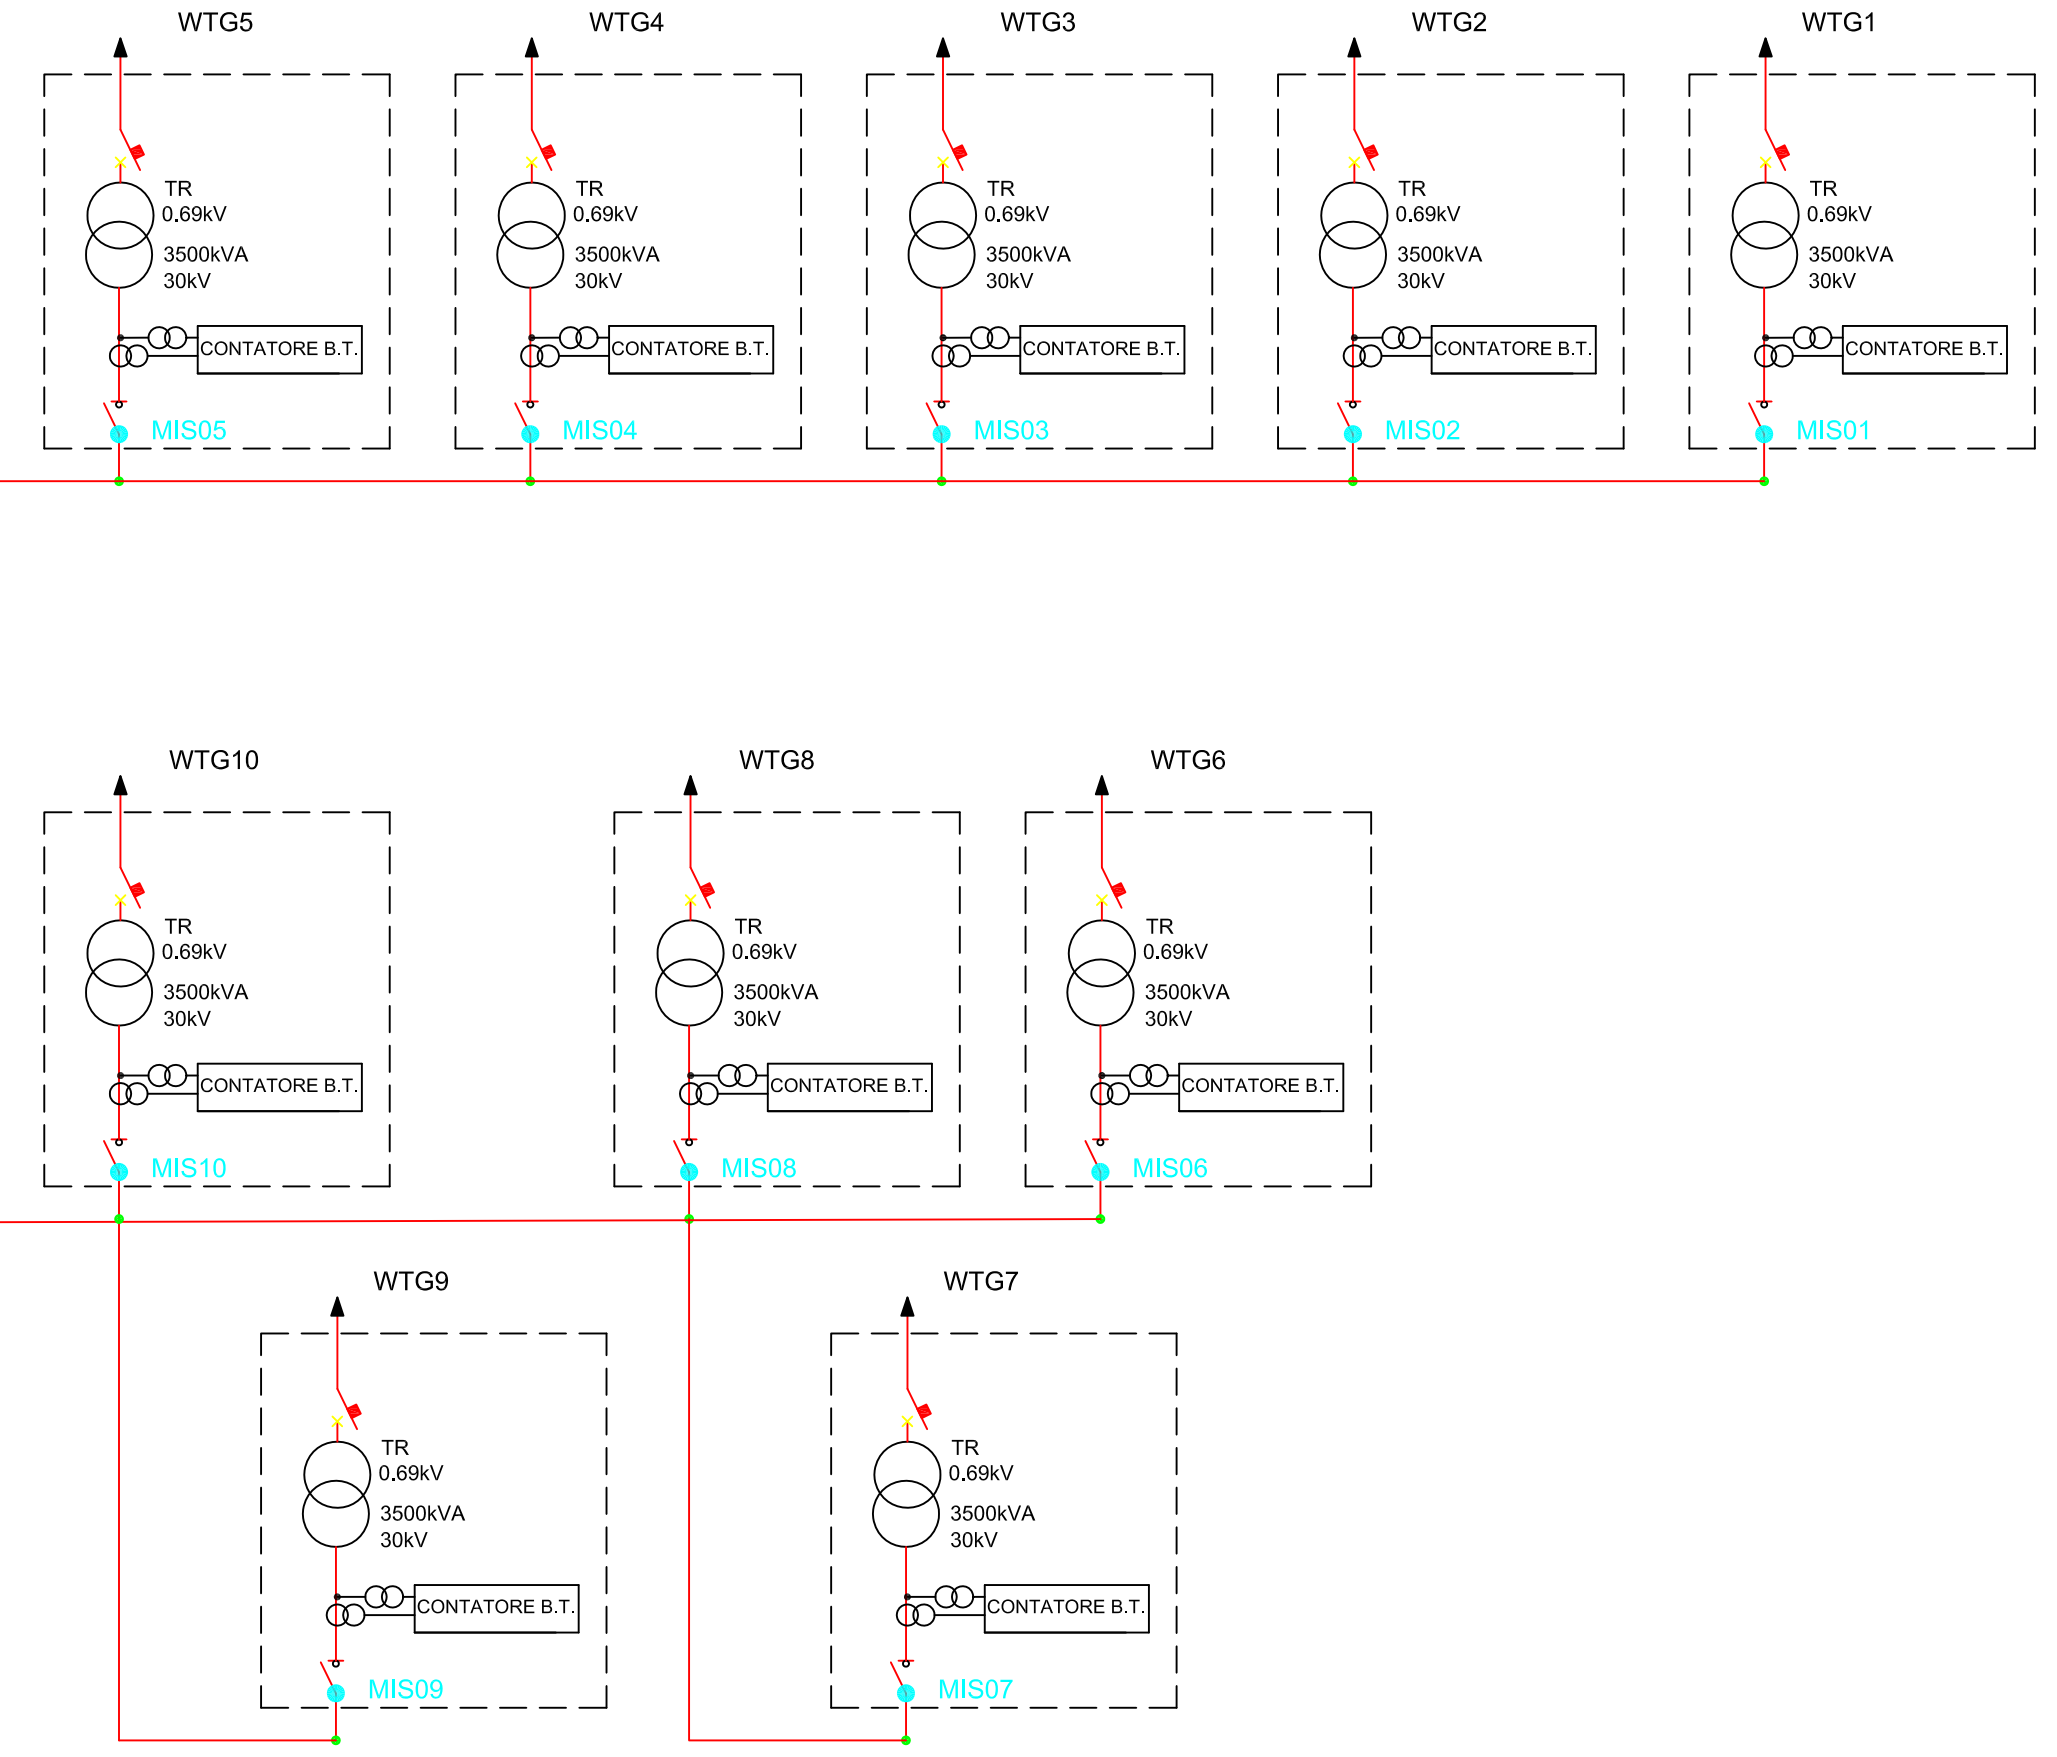 WTG5
WTG4
WTG3
WTG2
WTG1
TR
0.69kV
3500kVA
30kV
CONTATORE B.T.
MIS05
TR
0.69kV
3500kVA
30kV
CONTATORE B.T.
MIS04
TR
0.69kV
3500kVA
30kV
CONTATORE B.T.
MIS03
TR
0.69kV
3500kVA
30kV
CONTATORE B.T.
MIS02
TR
0.69kV
3500kVA
30kV
CONTATORE B.T.
MIS01
WTG10
WTG8
WTG6
TR
0.69kV
3500kVA
30kV
CONTATORE B.T.
MIS10
TR
0.69kV
3500kVA
30kV
CONTATORE B.T.
MIS08
TR
0.69kV
3500kVA
30kV
CONTATORE B.T.
MIS06
WTG9
WTG7
TR
0.69kV
3500kVA
30kV
CONTATORE B.T.
MIS09
TR
0.69kV
3500kVA
30kV
CONTATORE B.T.
MIS07